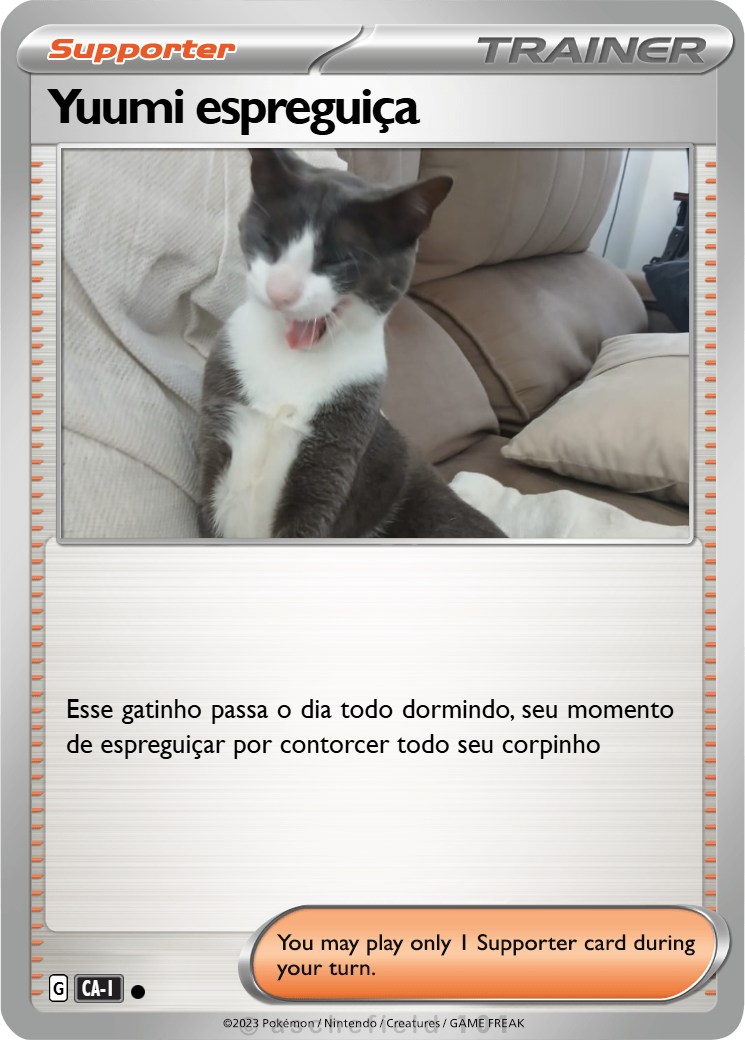 Supporter
TRAINER
Yuumi espreguiça
Esse gatinho passa o dia todo dormindo, seu momento
de espreguiçar por contorcer todo seu corpinho
You may play only 1 Supporter card during
your turn.
G CA-I
©2023 Pokémon / Nintendo / Creatures / GAME FREAK